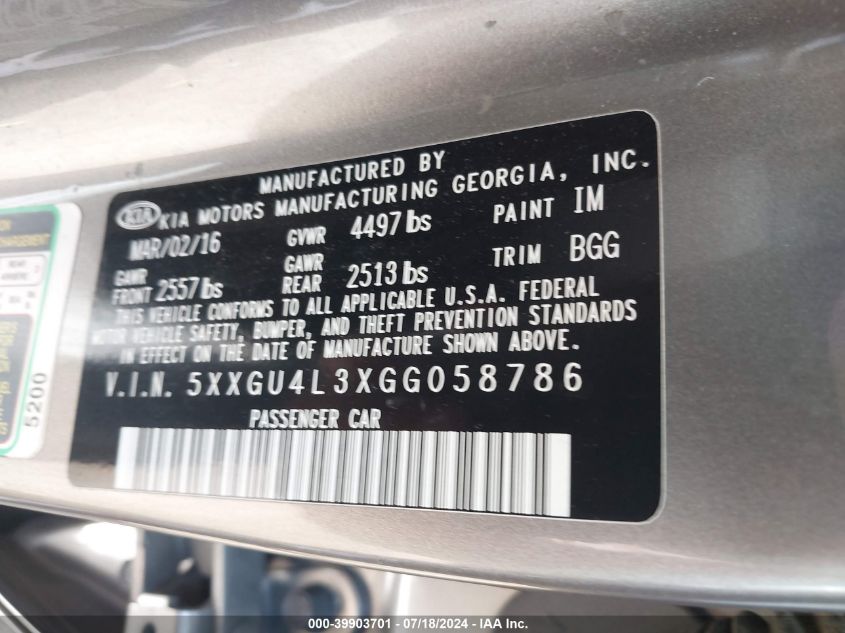 MANUFACTURED BY
KIA KIA MOTORS MANUFACTURING GEORGIA, INC.
MAR/02/16 GVWR 4497 lbs PAINT IM
GAWR FRONT 2557 lbs GAWR REAR 2513 lbs TRIM BGG
THIS VEHICLE CONFORMS TO ALL APPLICABLE U.S.A. FEDERAL
MOTOR VEHICLE SAFETY, BUMPER, AND THEFT PREVENTION STANDARDS
IN EFFECT ON THE DATE OF MANUFACTURE SHOWN ABOVE.
V.I.N. 5XXGU4L3XGG058786
PASSENGER CAR
5200
000-39903701 / 07/18/2024 - IAA Inc.